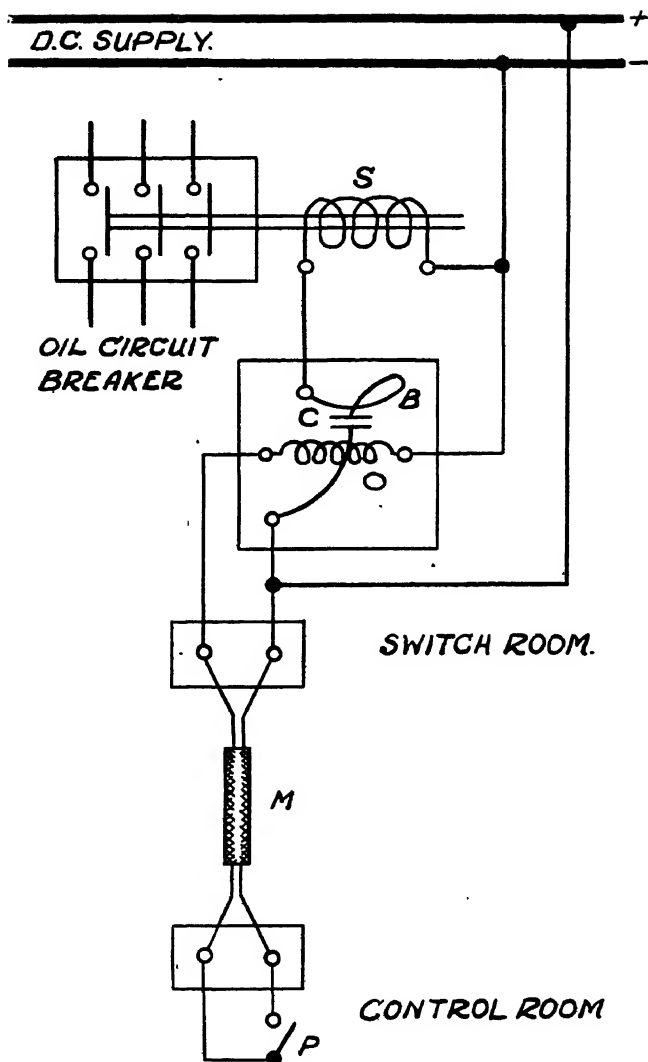 +
D.C. SUPPLY.
−
S
OIL CIRCUIT
BREAKER
B
C
O
SWITCH ROOM.
M
CONTROL ROOM
P